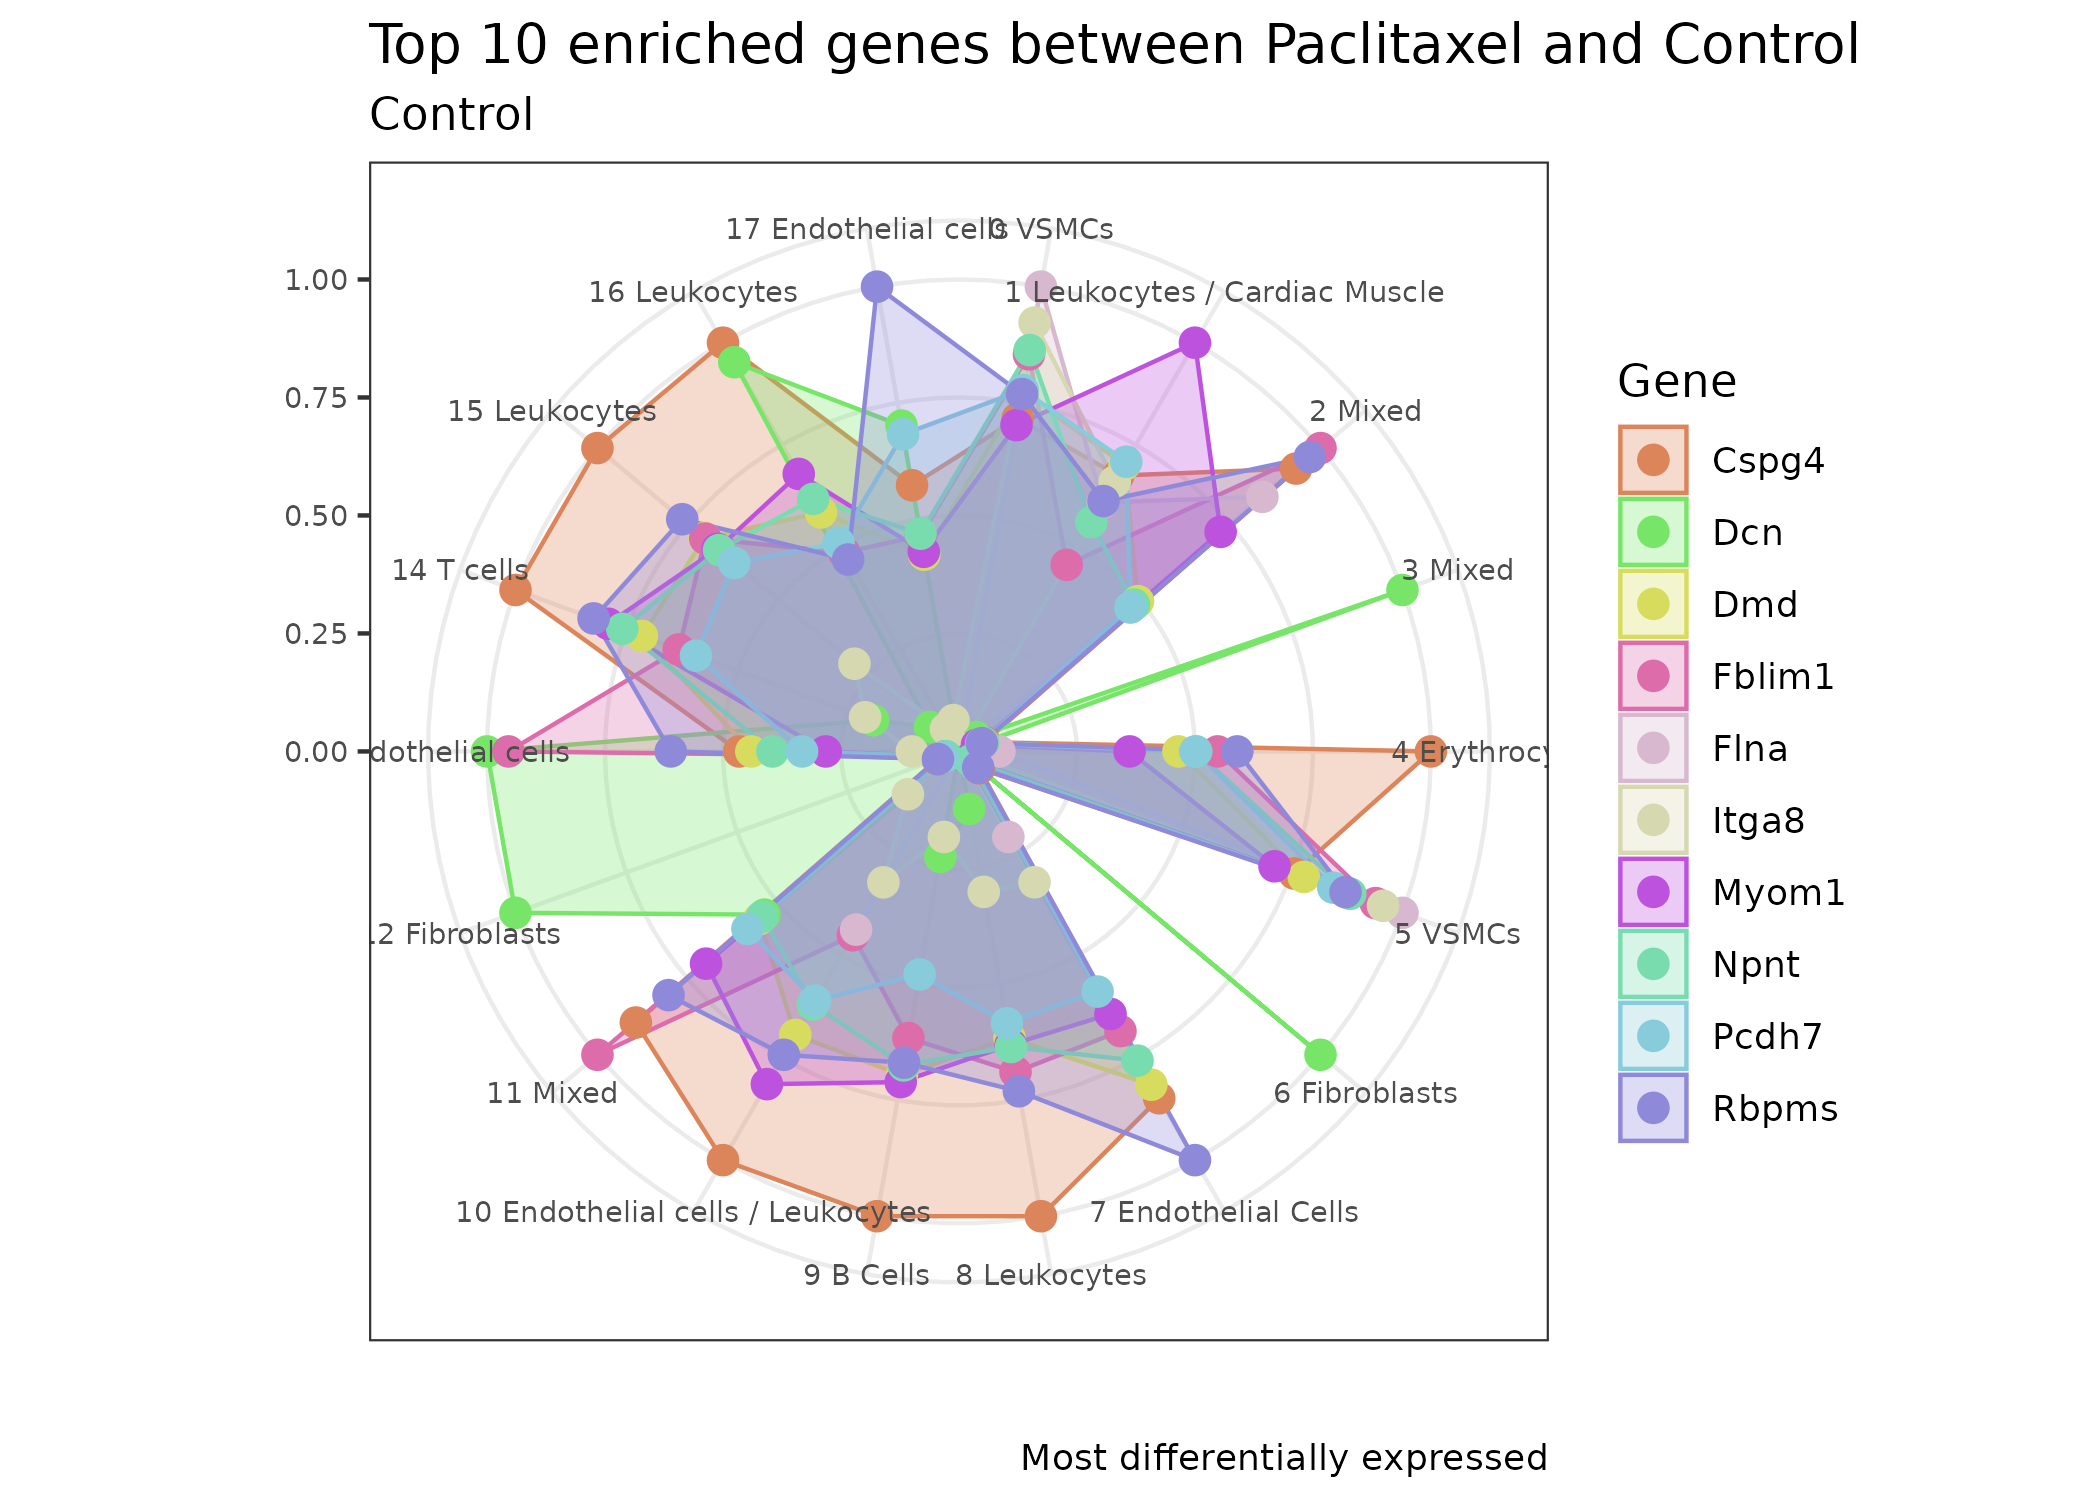 Top 10 enriched genes between Paclitaxel and Control
Control
17 Endothelial cells
0 VSMCs
16 Leukocytes
1 Leukocytes / Cardiac Muscle
15 Leukocytes
2 Mixed
14 T cells
3 Mixed
dothelial cells
4 Erythrocy
2 Fibroblasts
5 VSMCs
11 Mixed
6 Fibroblasts
10 Endothelial cells / Leukocytes
7 Endothelial Cells
9 B Cells
8 Leukocytes
1.00
0.75
0.50
0.25
0.00
Gene
Cspg4
Dcn
Dmd
Fblim1
Flna
Itga8
Myom1
Npnt
Pcdh7
Rbpms
Most differentially expressed